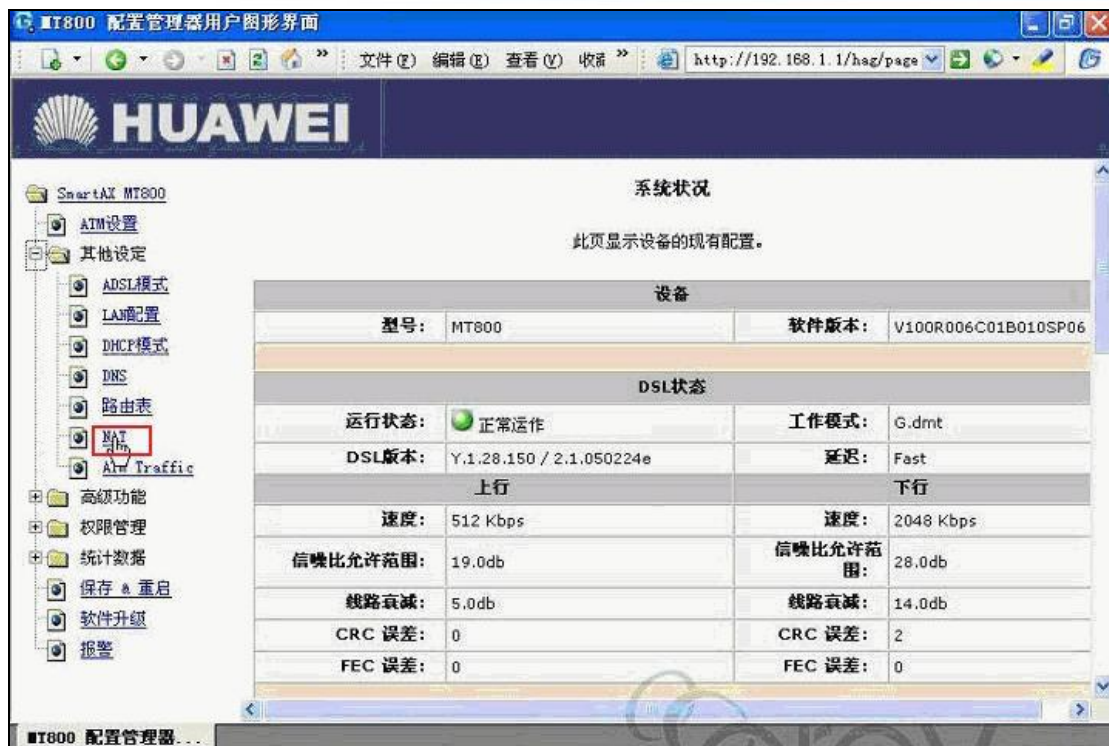 MT800 配置管理器用户图形界面
文件(F) 编辑(E) 查看(V) 收藏 » http://192.168.1.1/hag/page
HUAWEI
SmartAX MT800
ATM设置
其他设定
ADSL模式
LAN配置
DHCP模式
DNS
路由表
NAT
ATM Traffic
高级功能
权限管理
统计数据
保存 & 重启
软件升级
报警
系统状况
此页显示设备的现有配置。
设备
型号: MT800 软件版本: V100R006C01B010SP06
DSL状态
运行状态: 正常运作 工作模式: G.dmt
DSL版本: Y.1.28.150 / 2.1.050224e 延迟: Fast
上行 下行
速度: 512 Kbps 速度: 2048 Kbps
信噪比允许范围: 19.0db 信噪比允许范围: 28.0db
线路衰减: 5.0db 线路衰减: 14.0db
CRC 误差: 0 CRC 误差: 2
FEC 误差: 0 FEC 误差: 0
MT800 配置管理器...